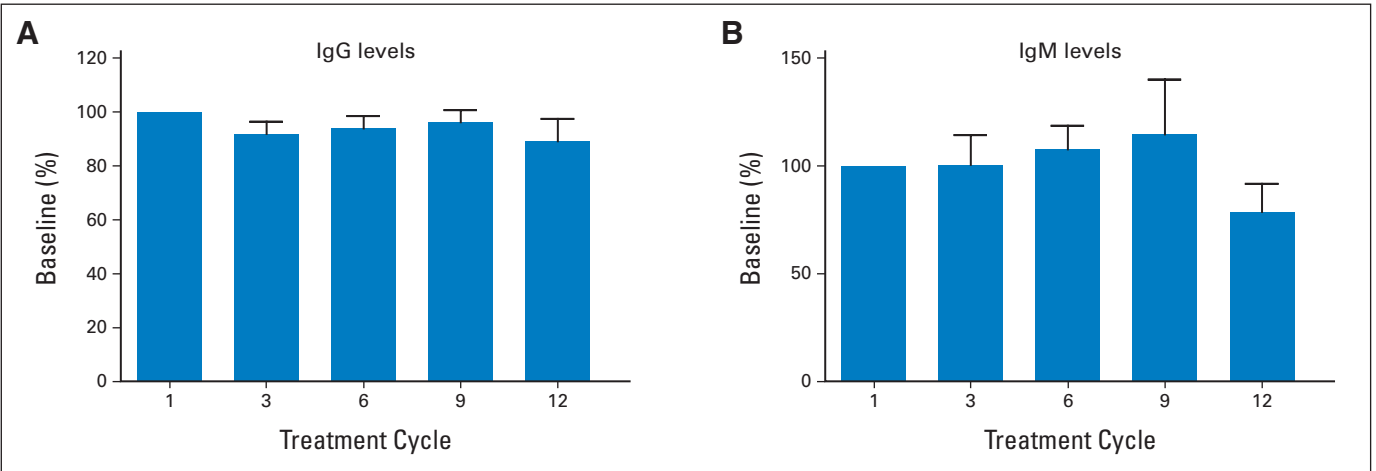 A
IgG levels
Baseline (%)
120
100
80
60
40
20
0
1 3 6 9 12
Treatment Cycle
B
IgM levels
Baseline (%)
150
100
50
0
1 3 6 9 12
Treatment Cycle